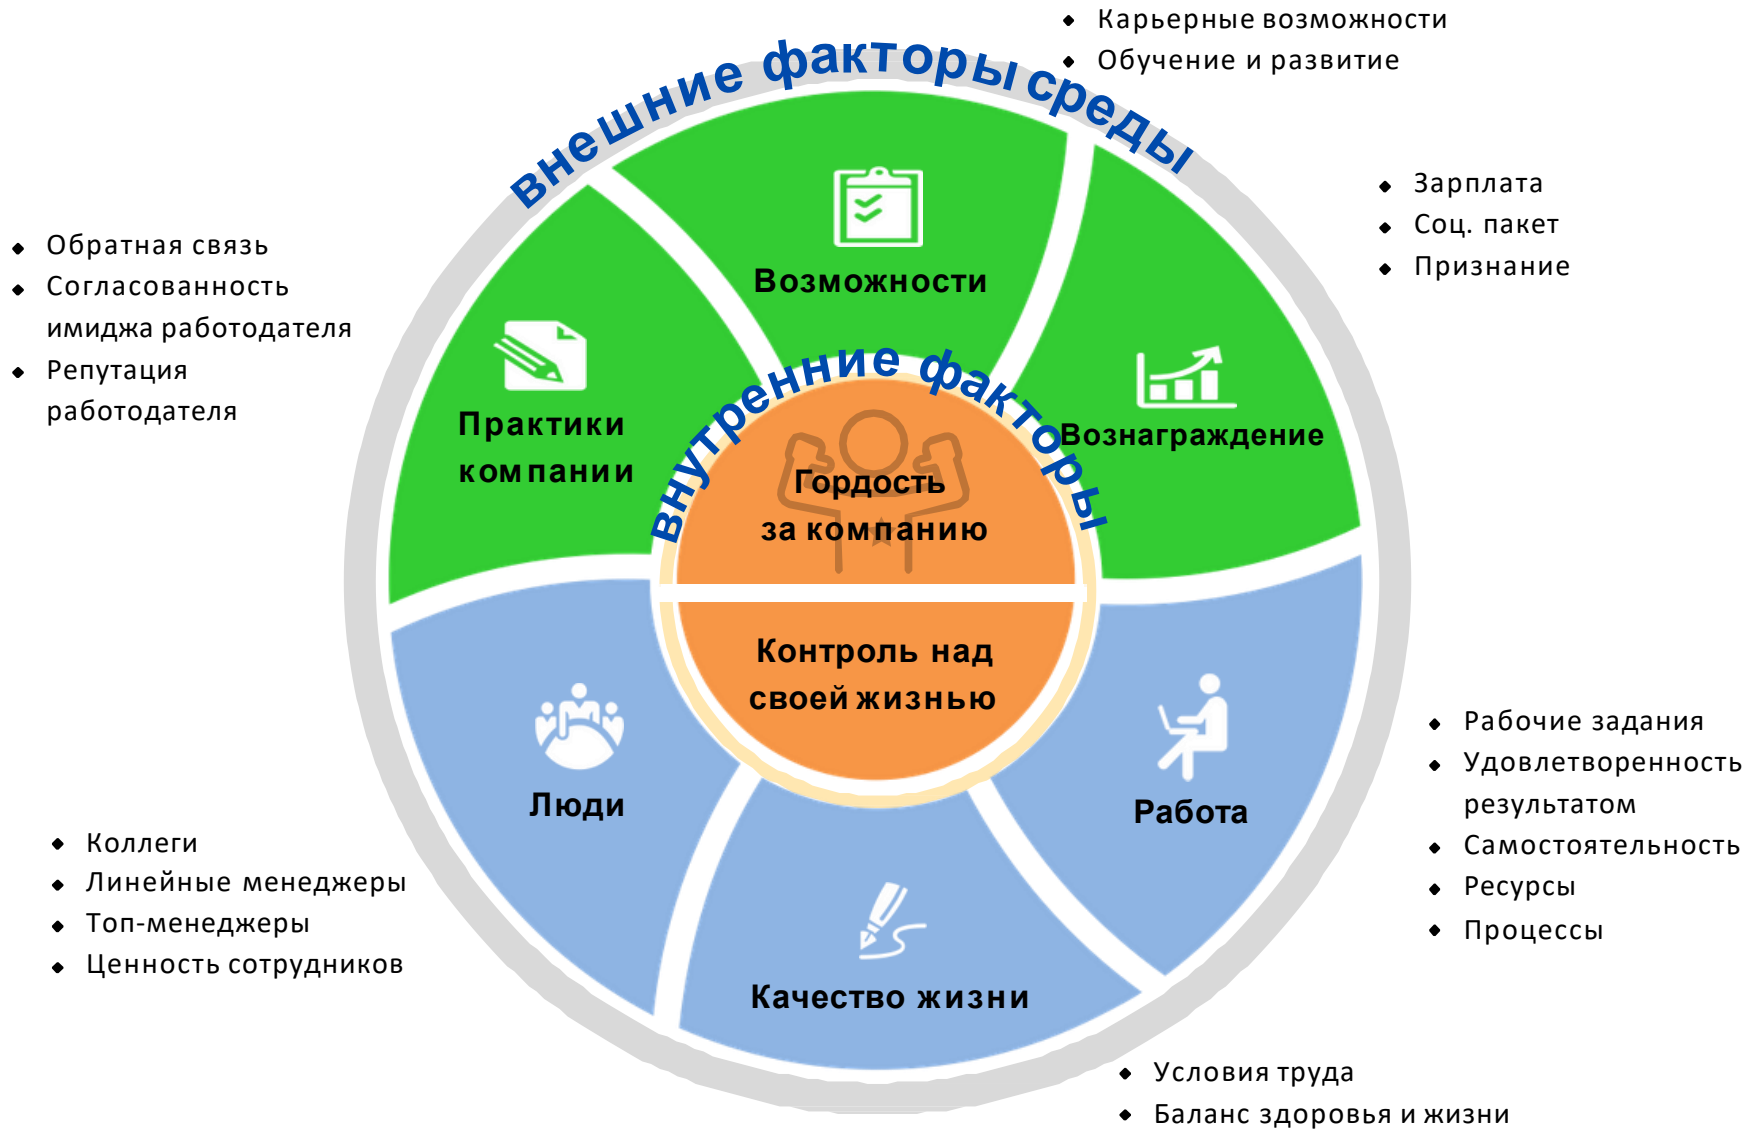 Карьерные возможности
Обучение и развитие
внешние факторы среды
Зарплата
Соц. пакет
Признание
Обратная связь
Согласованность
имиджа работодателя
Репутация
работодателя
Возможности
Практики
компании
Вознаграждение
внутренние факторы
Гордость
за компанию
Контроль над
своей жизнью
Люди
Работа
Качество жизни
Рабочие задания
Удовлетворенность
результатом
Самостоятельность
Ресурсы
Процессы
Коллеги
Линейные менеджеры
Топ-менеджеры
Ценность сотрудников
Условия труда
Баланс здоровья и жизни